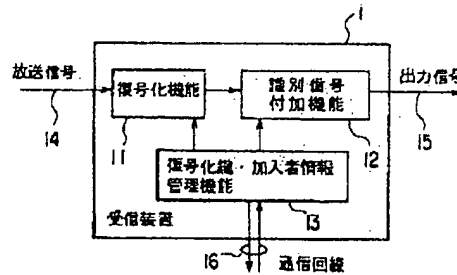 1
放送信号
14
復号化機能
11
識別信号
付加機能
12
出力信号
15
復号化鍵・加入者情報
管理機能
13
受信装置
16
通信回線